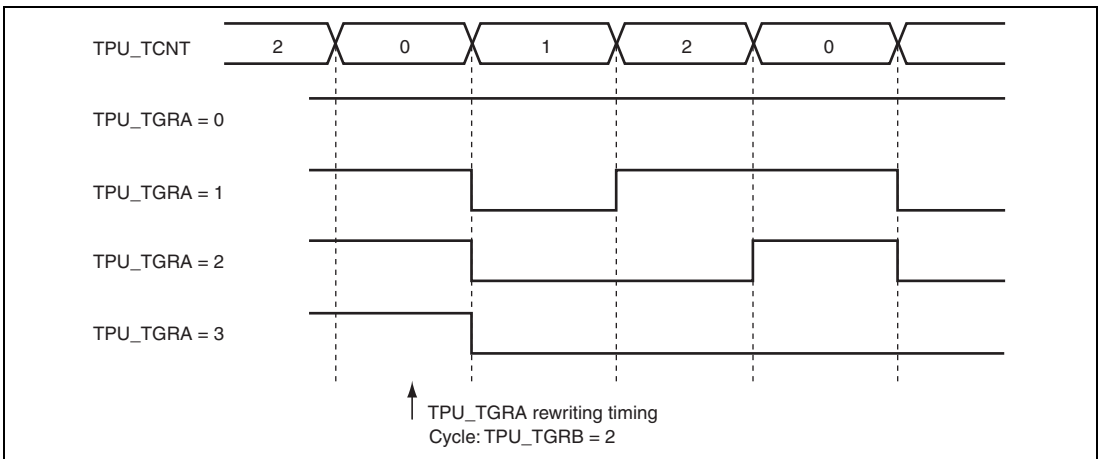 TPU_TCNT 2 0 1 2 0
TPU_TGRA = 0
TPU_TGRA = 1
TPU_TGRA = 2
TPU_TGRA = 3
TPU_TGRA rewriting timing
Cycle: TPU_TGRB = 2